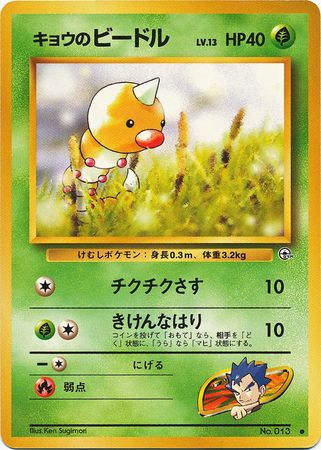 キョウのビードル LV.13 HP40
けむしポケモン：身長0.3m、体重3.2kg
チクチクさす 10
きけんなはり 10
コインを投げて「おもて」なら、相手を「ど
く」状態に、「うら」なら「マヒ」状態にする。
にげる
弱点
Illus.Ken Sugimori
No.013